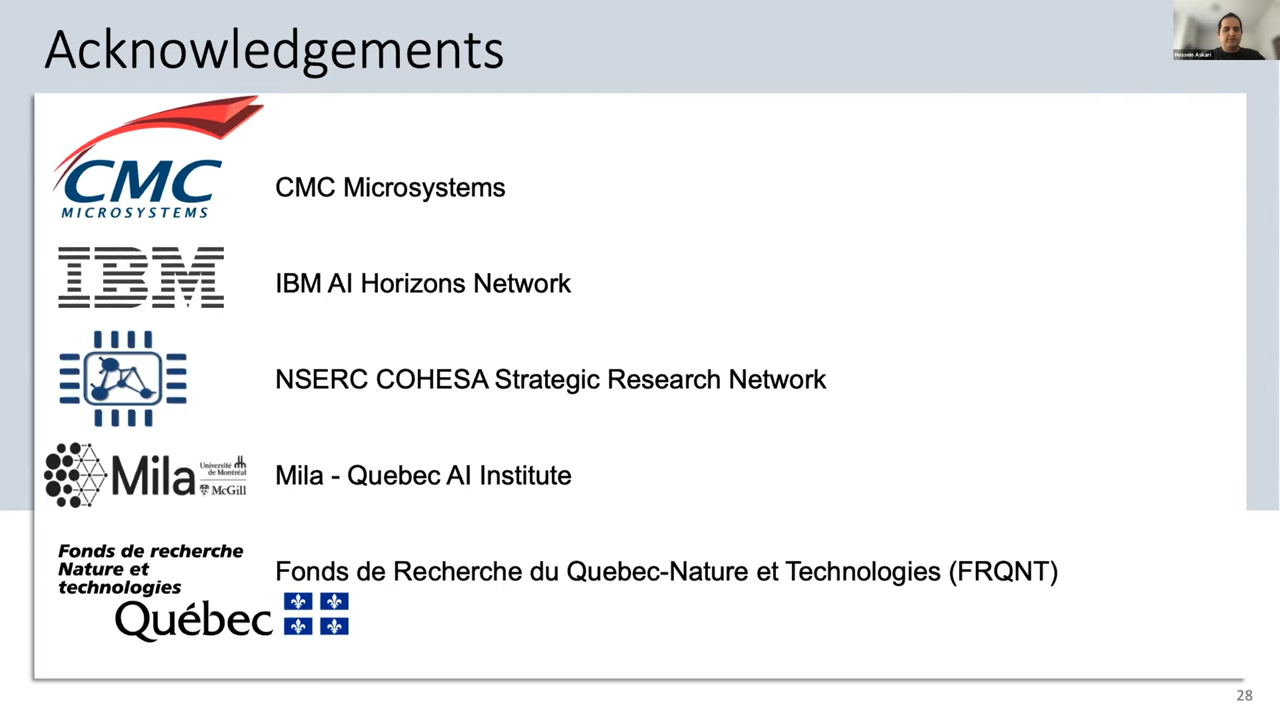 Acknowledgements
Hossein Askari
CMC
MICROSYSTEMS
CMC Microsystems
IBM
IBM AI Horizons Network
NSERC COHESA Strategic Research Network
Mila
Université
de Montréal
McGill
Mila - Quebec AI Institute
Fonds de recherche
Nature et
technologies
Québec
Fonds de Recherche du Quebec-Nature et Technologies (FRQNT)
28